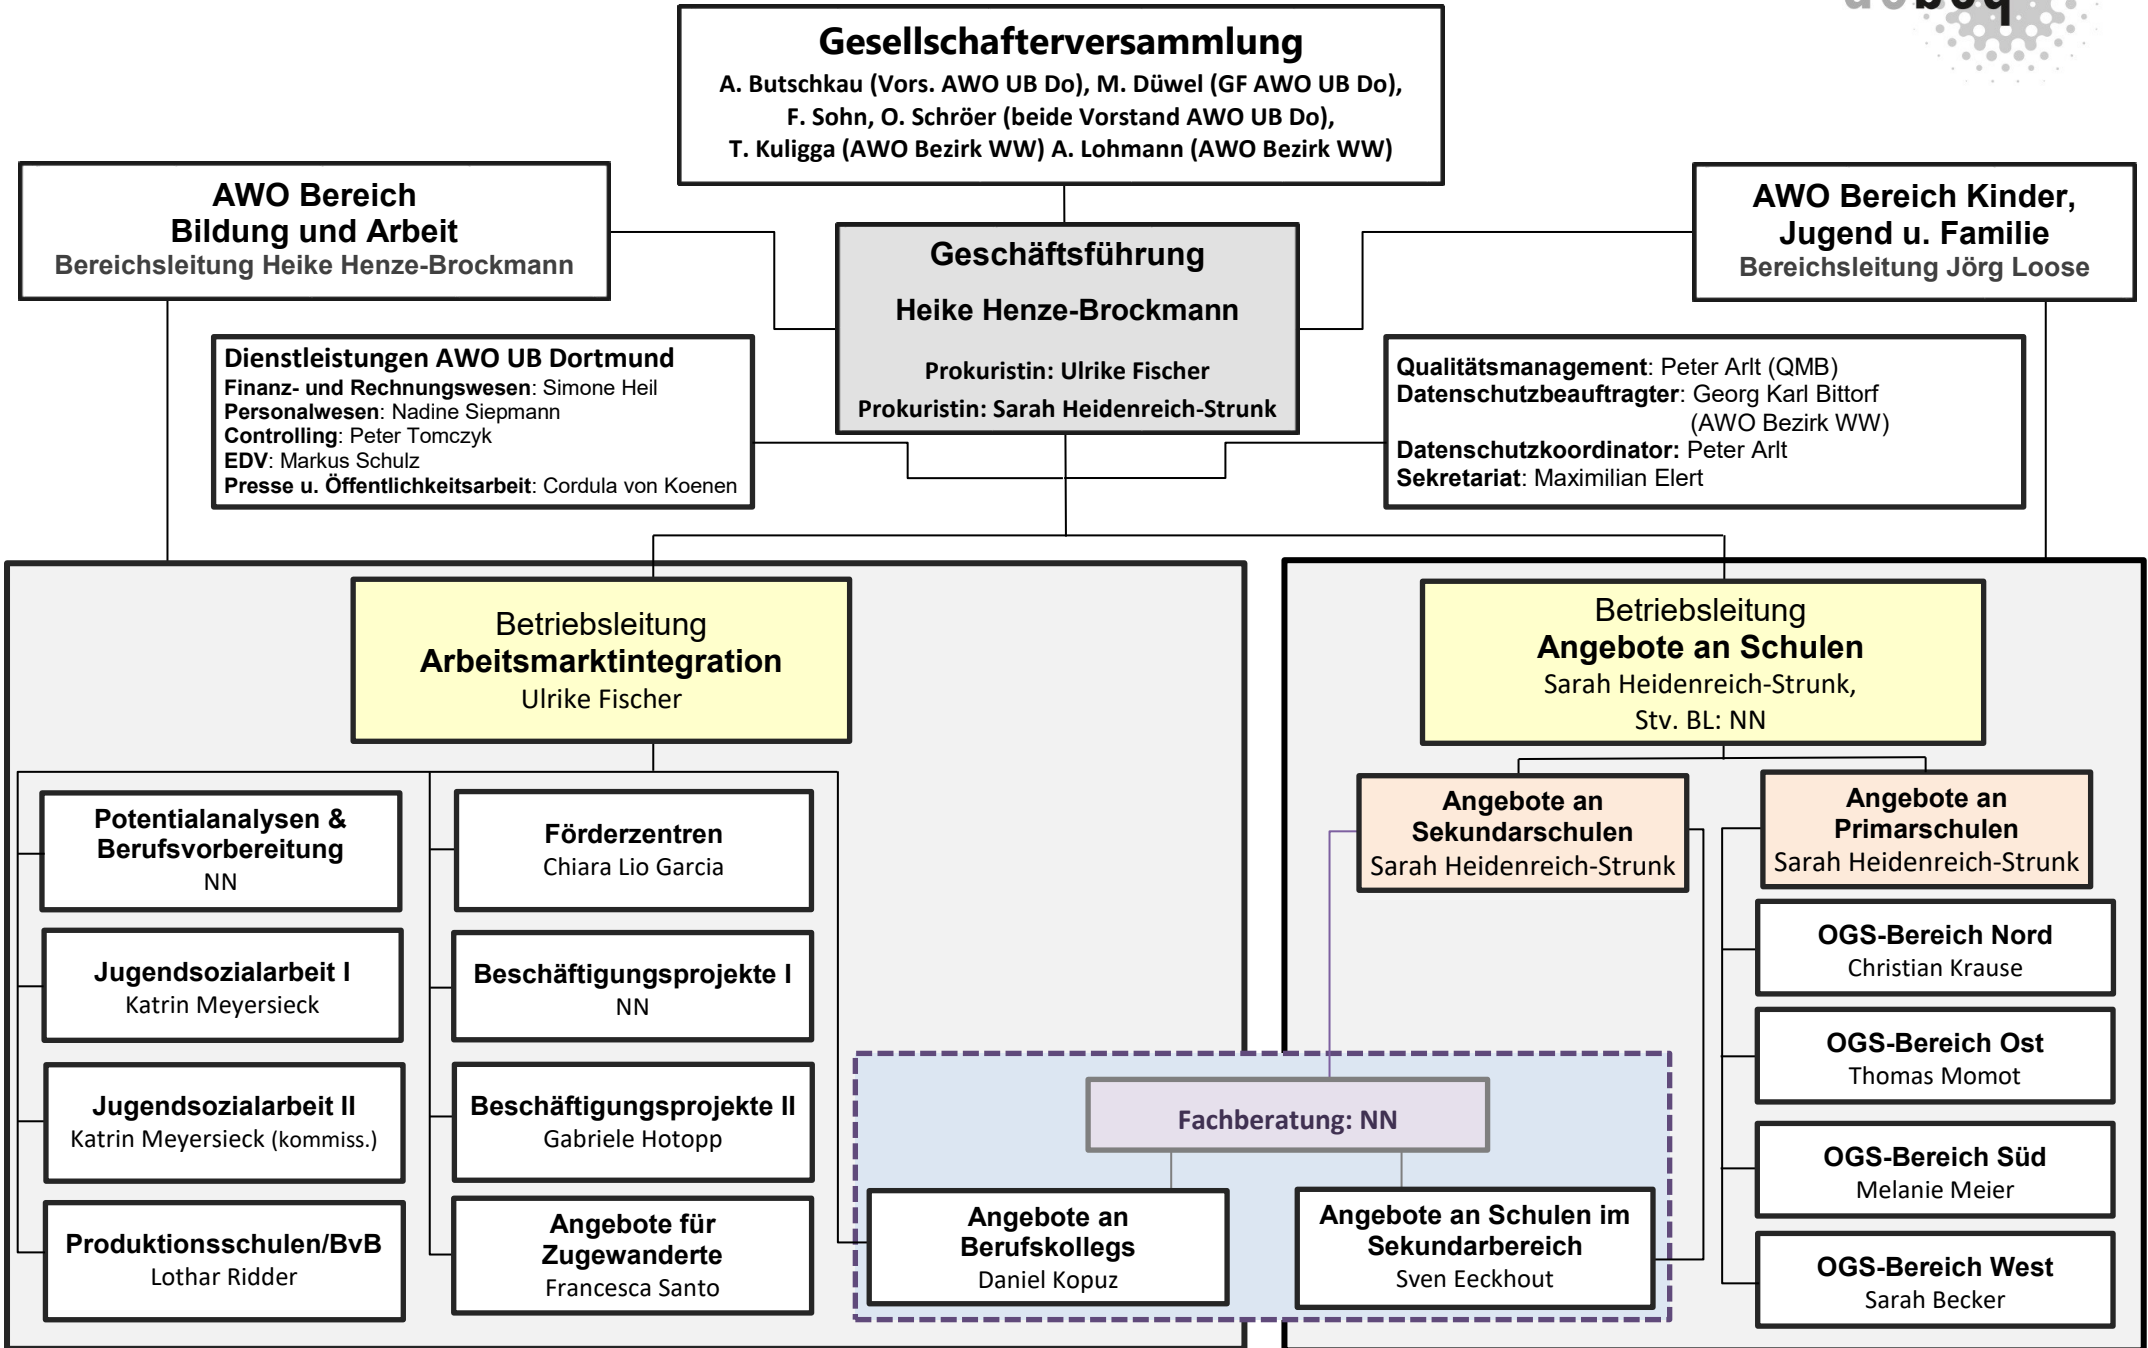 Gesellschafterversammlung
A. Butschkau (Vors. AWO UB Do), M. Düwel (GF AWO UB Do),
F. Sohn, O. Schröer (beide Vorstand AWO UB Do),
T. Kuligga (AWO Bezirk WW) A. Lohmann (AWO Bezirk WW)
AWO Bereich
Bildung und Arbeit
Bereichsleitung Heike Henze-Brockmann
Geschäftsführung
Heike Henze-Brockmann
Prokuristin: Ulrike Fischer
Prokuristin: Sarah Heidenreich-Strunk
AWO Bereich Kinder,
Jugend u. Familie
Bereichsleitung Jörg Loose
Dienstleistungen AWO UB Dortmund
Finanz- und Rechnungswesen: Simone Heil
Personalwesen: Nadine Siepmann
Controlling: Peter Tomczyk
EDV: Markus Schulz
Presse u. Öffentlichkeitsarbeit: Cordula von Koenen
Qualitätsmanagement: Peter Arlt (QMB)
Datenschutzbeauftragter: Georg Karl Bittorf
(AWO Bezirk WW)
Datenschutzkoordinator: Peter Arlt
Sekretariat: Maximilian Elert
Betriebsleitung
Arbeitsmarktintegration
Ulrike Fischer
Betriebsleitung
Angebote an Schulen
Sarah Heidenreich-Strunk,
Stv. BL: NN
Potentialanalysen &
Berufsvorbereitung
NN
Jugendsozialarbeit I
Katrin Meyersieck
Jugendsozialarbeit II
Katrin Meyersieck (kommiss.)
Produktionsschulen/BvB
Lothar Ridder
Förderzentren
Chiara Lio Garcia
Beschäftigungsprojekte I
NN
Beschäftigungsprojekte II
Gabriele Hotopp
Angebote für
Zugewanderte
Francesca Santo
Angebote an
Sekundarschulen
Sarah Heidenreich-Strunk
Angebote an
Primarschulen
Sarah Heidenreich-Strunk
Fachberatung: NN
Angebote an
Berufskollegs
Daniel Kopuz
Angebote an Schulen im
Sekundarbereich
Sven Eeckhout
OGS-Bereich Nord
Christian Krause
OGS-Bereich Ost
Thomas Momot
OGS-Bereich Süd
Melanie Meier
OGS-Bereich West
Sarah Becker